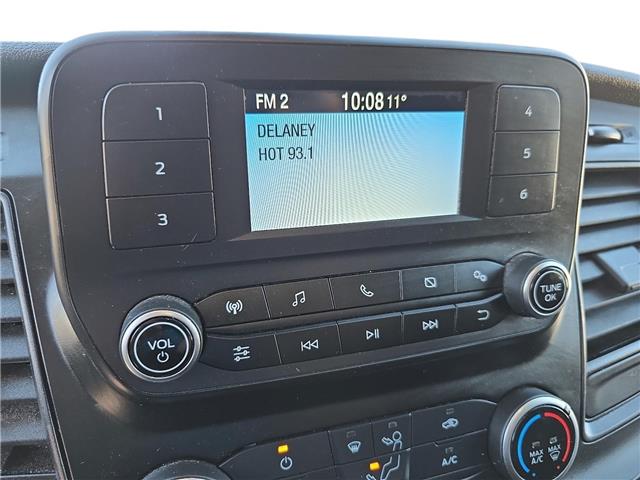 FM 2 10:08 11°
DELANEY
HOT 93.1
1
2
3
4
5
6
VOL
TUNE
OK
A/C
MAX
A/C
MAX